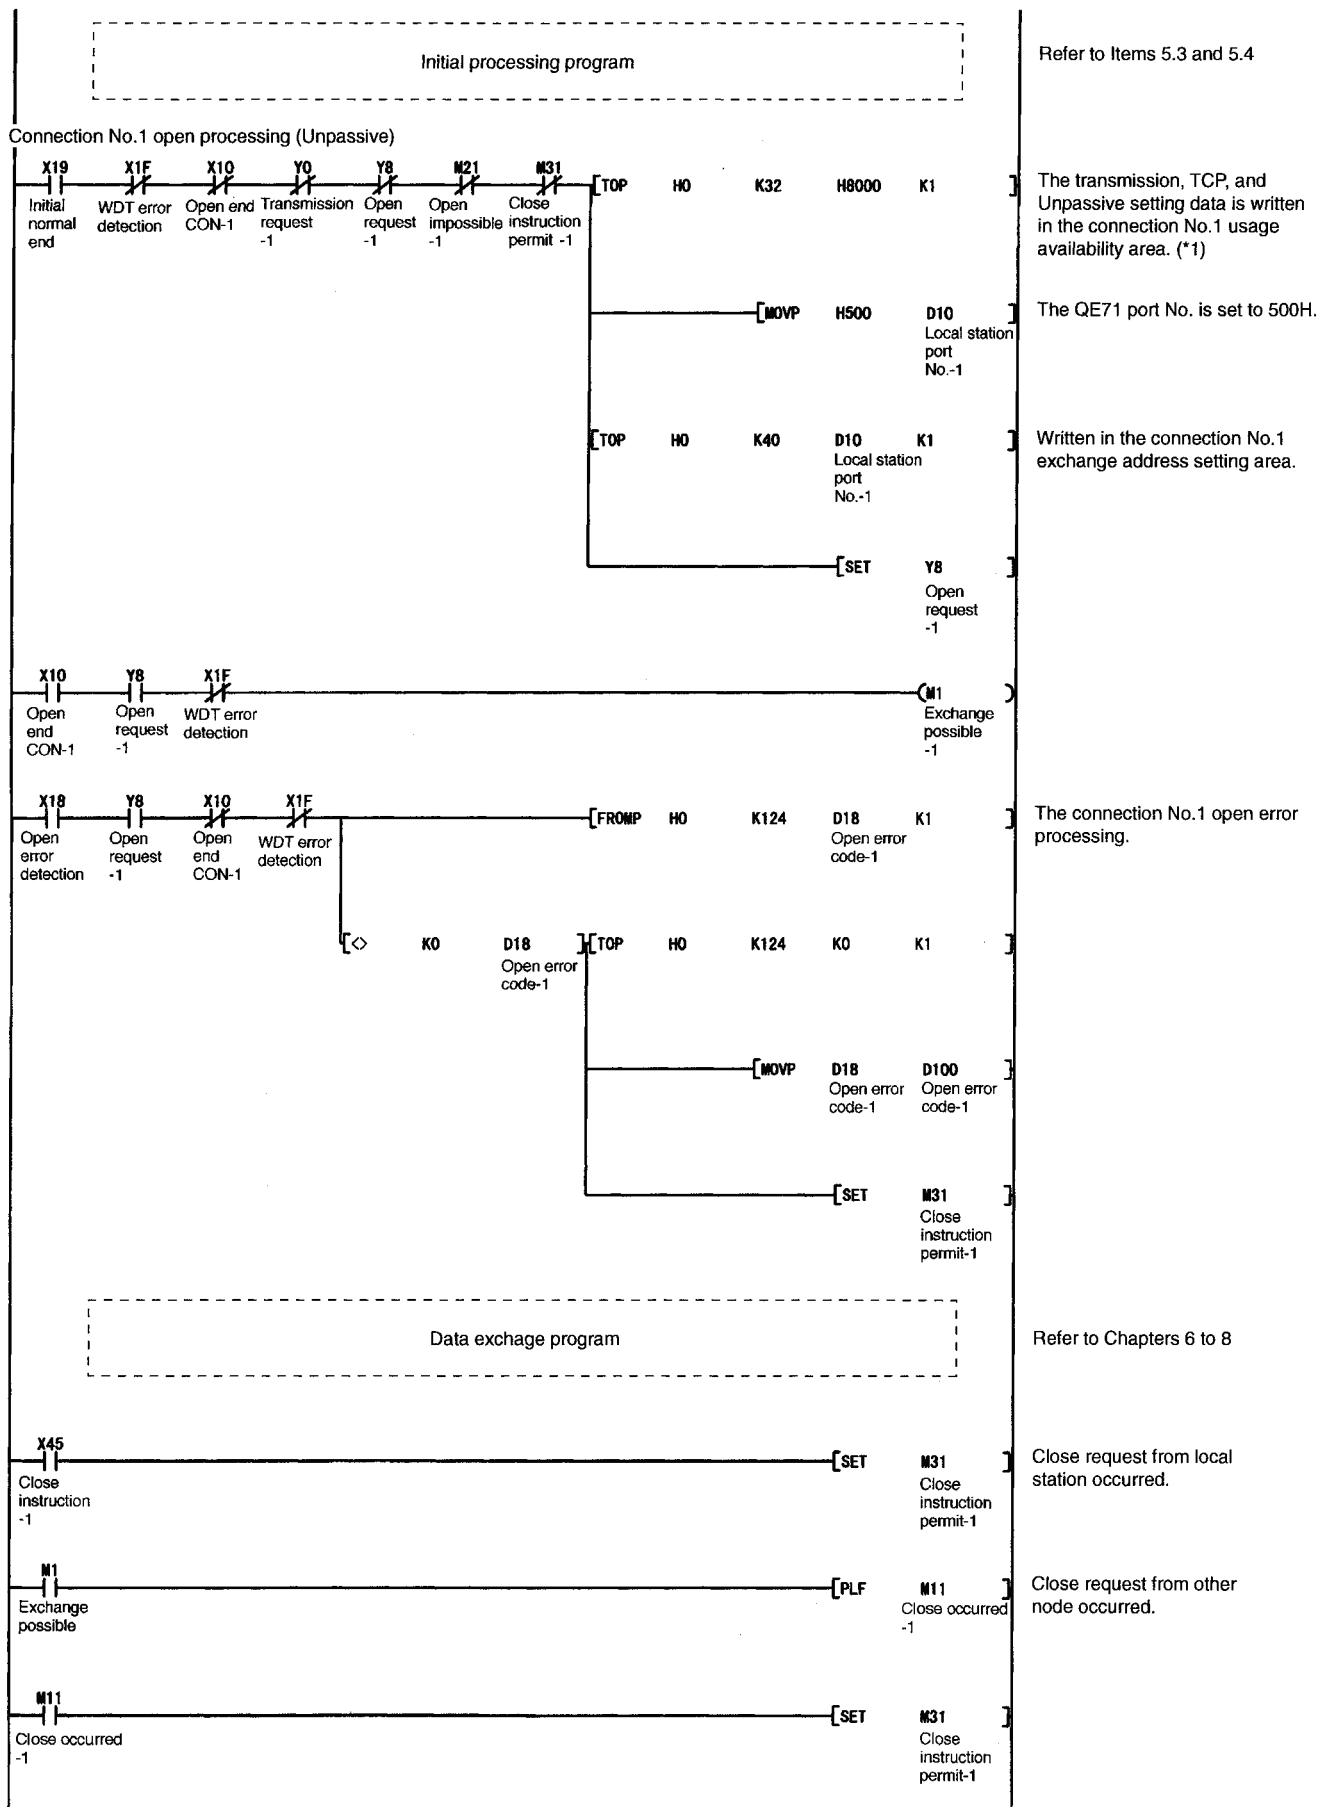 Initial processing program
Refer to Items 5.3 and 5.4
Connection No.1 open processing (Unpassive)
X19 X1F X10 Y0 Y8 M21 M31
[TOP H0 K32 H8000 K1 ]
Initial normal end
WDT error detection
Open end CON-1
Transmission request -1
Open request -1
Open impossible -1
Close instruction permit -1
The transmission, TCP, and
Unpassive setting data is written
in the connection No.1 usage
availability area. (*1)
[MOVP H500 D10 ]
Local station
port
No.-1
The QE71 port No. is set to 500H.
[TOP H0 K40 D10 K1 ]
Local station
port
No.-1
Written in the connection No.1
exchange address setting area.
[SET Y8 ]
Open
request
-1
X10 Y8 X1F
(M1 )
Open end CON-1
Open request -1
WDT error detection
Exchange
possible
-1
X18 Y8 X10 X1F
[FROMP H0 K124 D18 K1 ]
Open error detection
Open request -1
Open end CON-1
WDT error detection
Open error
code-1
The connection No.1 open error
processing.
[<> K0 D18 ][TOP H0 K124 K0 K1 ]
Open error
code-1
[MOVP D18 D100 ]
Open error Open error
code-1 code-1
[SET M31 ]
Close
instruction
permit-1
Data exchage program
Refer to Chapters 6 to 8
X45
[SET M31 ]
Close
instruction
-1
Close
instruction
permit-1
Close request from local
station occurred.
M1
[PLF M11 ]
Exchange
possible
Close occurred
-1
Close request from other
node occurred.
M11
[SET M31 ]
Close occurred
-1
Close
instruction
permit-1